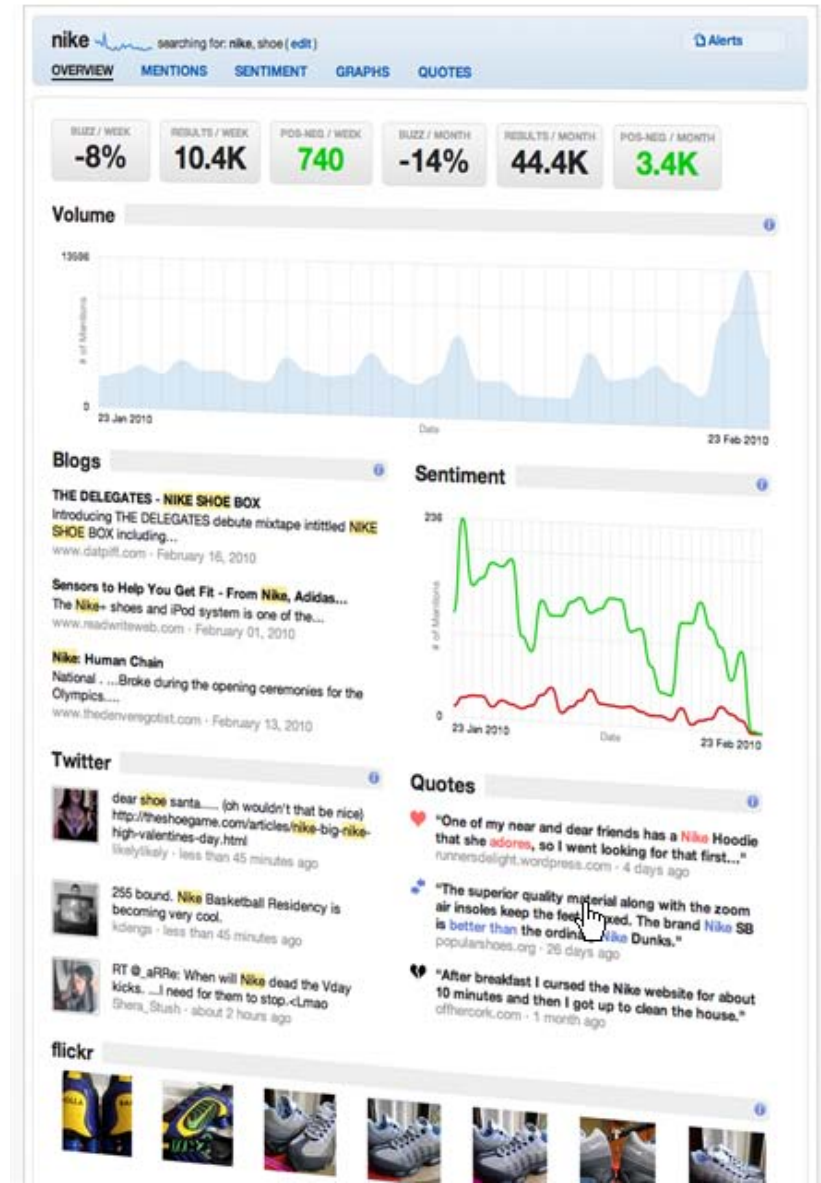 nike searching for: nike, shoe ( edit )
Alerts
OVERVIEW MENTIONS SENTIMENT GRAPHS QUOTES
BUZZ / WEEK
-8%
RESULTS / WEEK
10.4K
POS-NEG / WEEK
740
BUZZ / MONTH
-14%
RESULTS / MONTH
44.4K
POS-NEG / MONTH
3.4K
Volume
13596
# of Mentions
0
23 Jan 2010
Date
23 Feb 2010
Blogs
THE DELEGATES - NIKE SHOE BOX
Introducing THE DELEGATES debute mixtape intittled NIKE
SHOE BOX including...
www.datpiff.com · February 16, 2010
Sensors to Help You Get Fit - From Nike, Adidas...
The Nike+ shoes and iPod system is one of the...
www.readwriteweb.com · February 01, 2010
Nike: Human Chain
National . ...Broke during the opening ceremonies for the
Olympics....
www.thedenveregotist.com · February 13, 2010
Sentiment
236
# of Mentions
0
23 Jan 2010
Date
23 Feb 2010
Twitter
dear shoe santa..... (oh wouldn't that be nice)
http://theshoegame.com/articles/nike-big-nike-
high-valentines-day.html
likelylikely · less than 45 minutes ago
255 bound. Nike Basketball Residency is
becoming very cool.
kdengs · less than 45 minutes ago
RT @_aRRe: When will Nike dead the Vday
kicks. ...I need for them to stop.<Lmao
Shera_Stush · about 2 hours ago
Quotes
"One of my near and dear friends has a Nike Hoodie
that she adores, so I went looking for that first..."
runnersdelight.wordpress.com · 4 days ago
"The superior quality material along with the zoom
air insoles keep the fee xed. The brand Nike SB
is better than the ordina Nike Dunks."
popularshoes.org · 26 days ago
"After breakfast I cursed the Nike website for about
10 minutes and then I got up to clean the house."
offhercork.com · 1 month ago
flickr